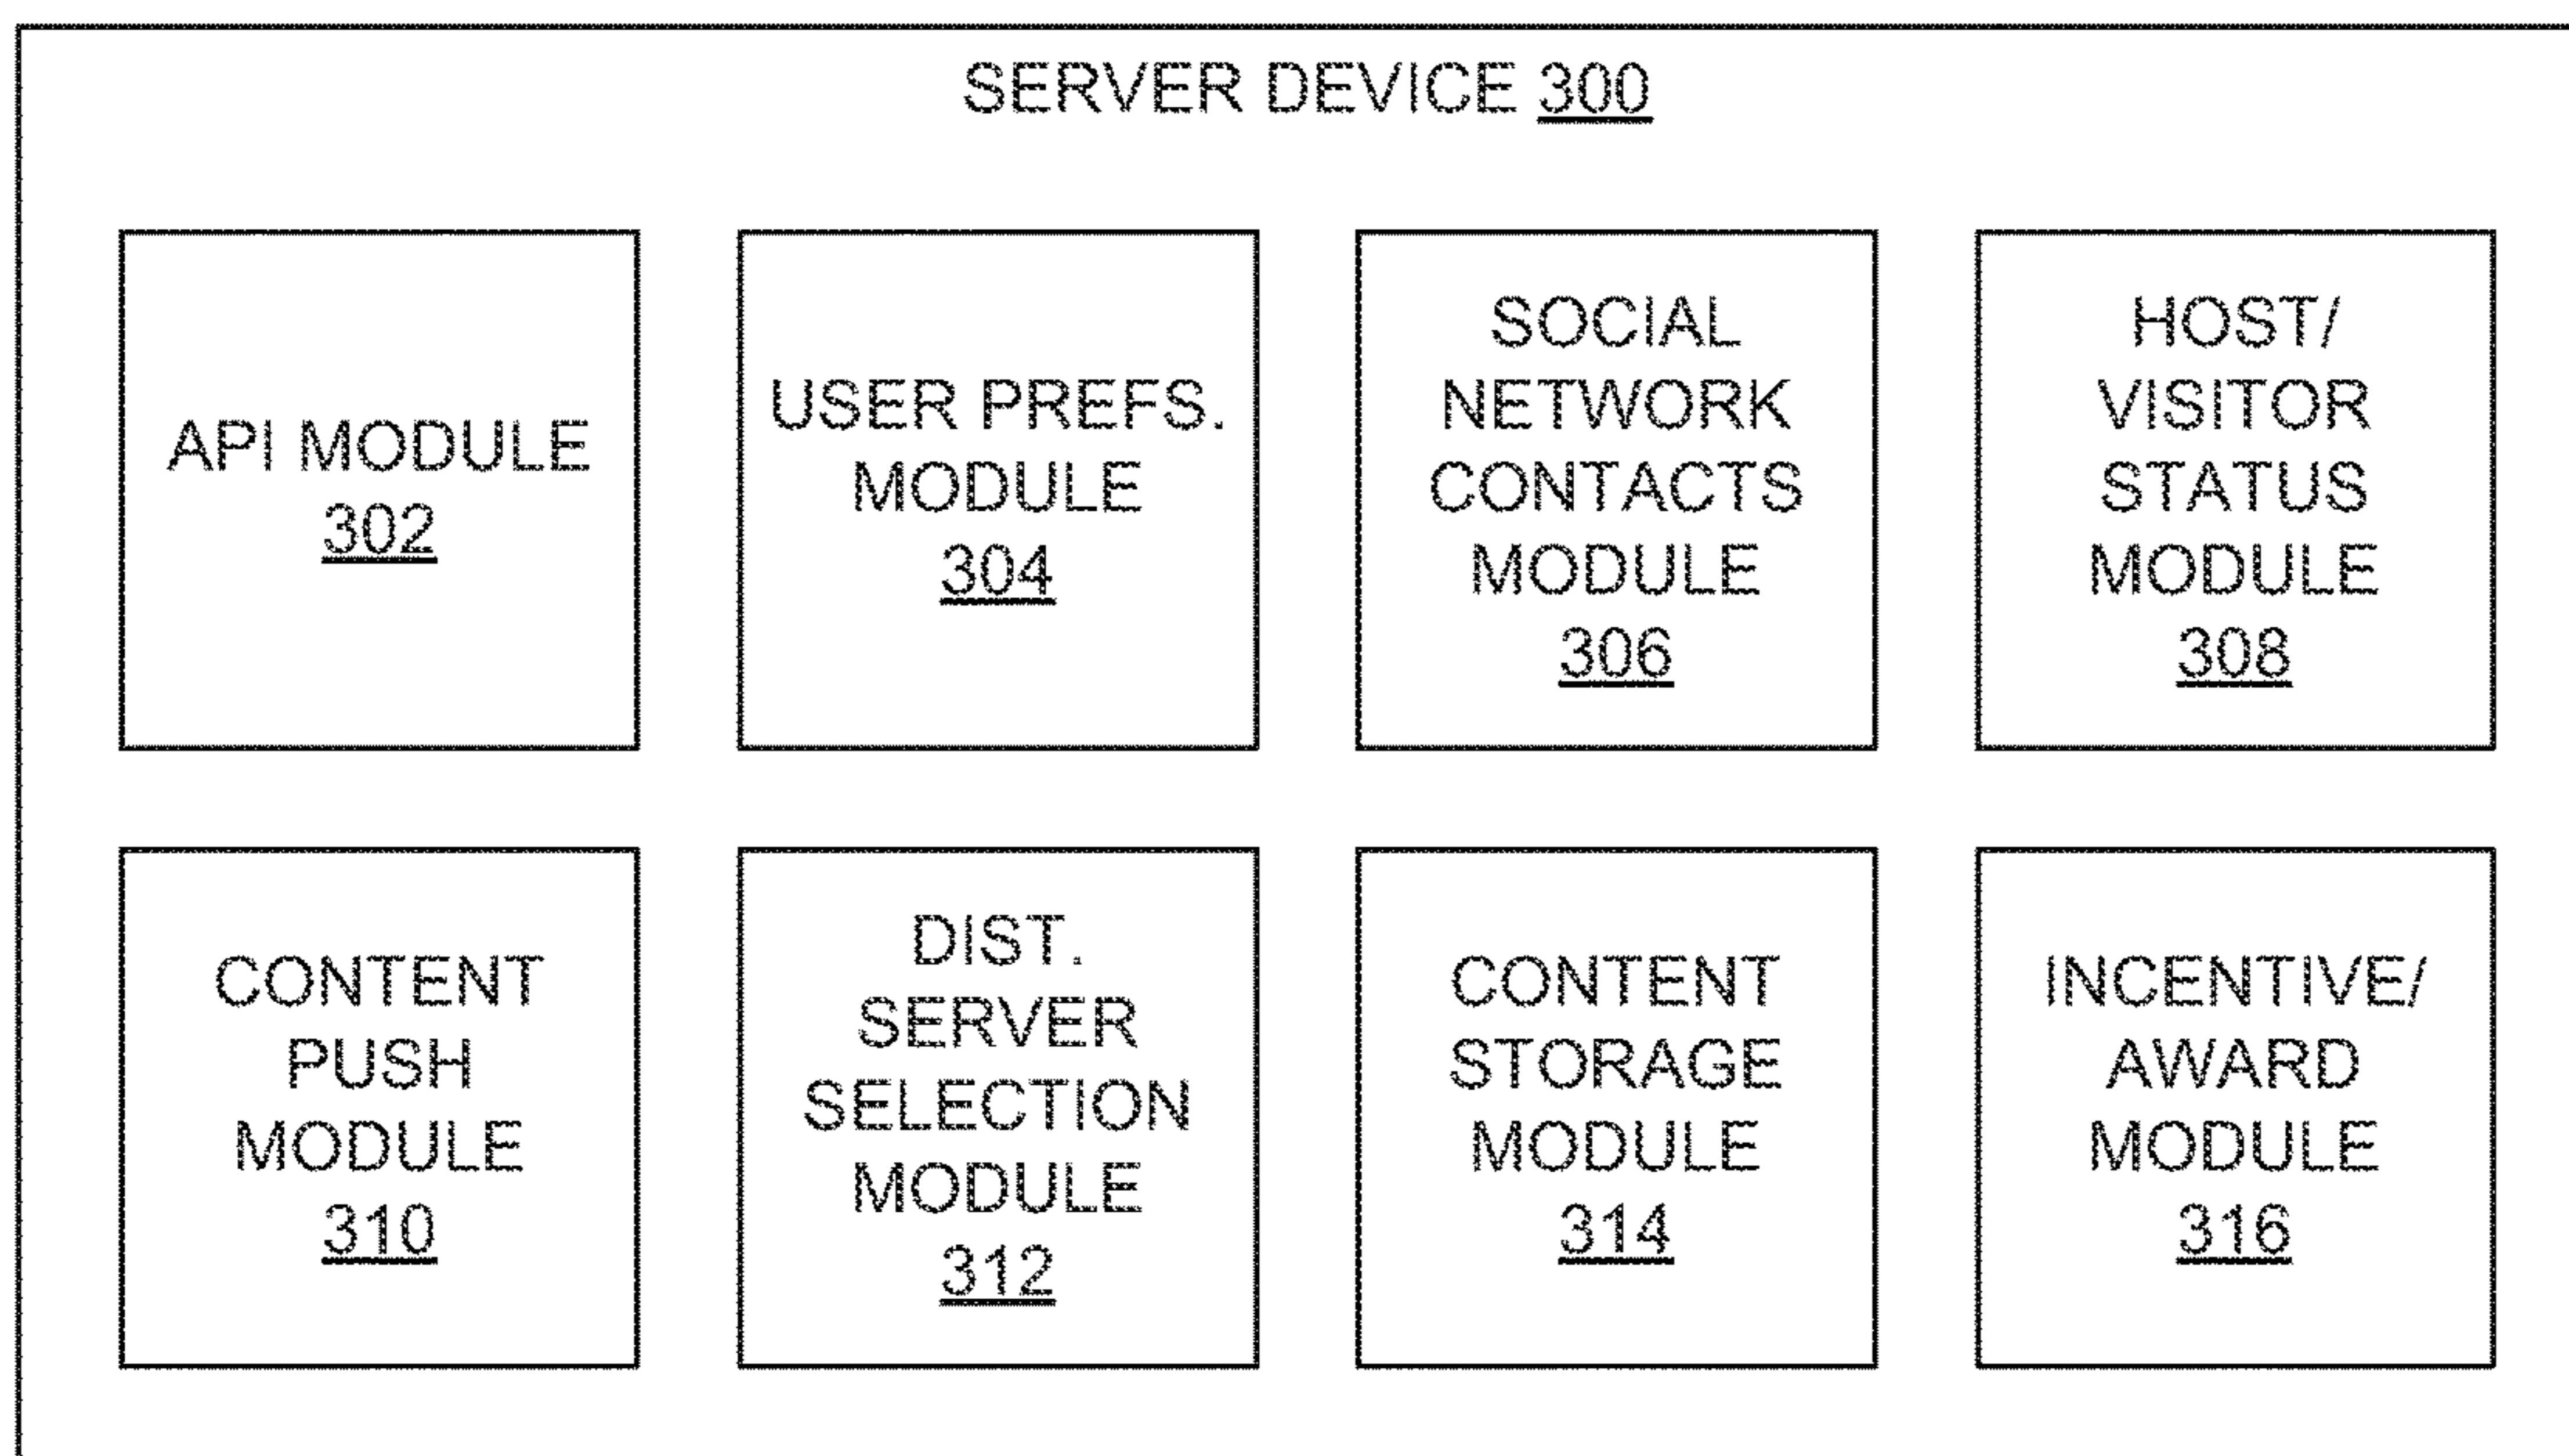 SERVER DEVICE 300
API MODULE
302
USER PREFS.
MODULE
304
SOCIAL
NETWORK
CONTACTS
MODULE
306
HOST/
VISITOR
STATUS
MODULE
308
CONTENT
PUSH
MODULE
310
DIST.
SERVER
SELECTION
MODULE
312
CONTENT
STORAGE
MODULE
314
INCENTIVE/
AWARD
MODULE
316